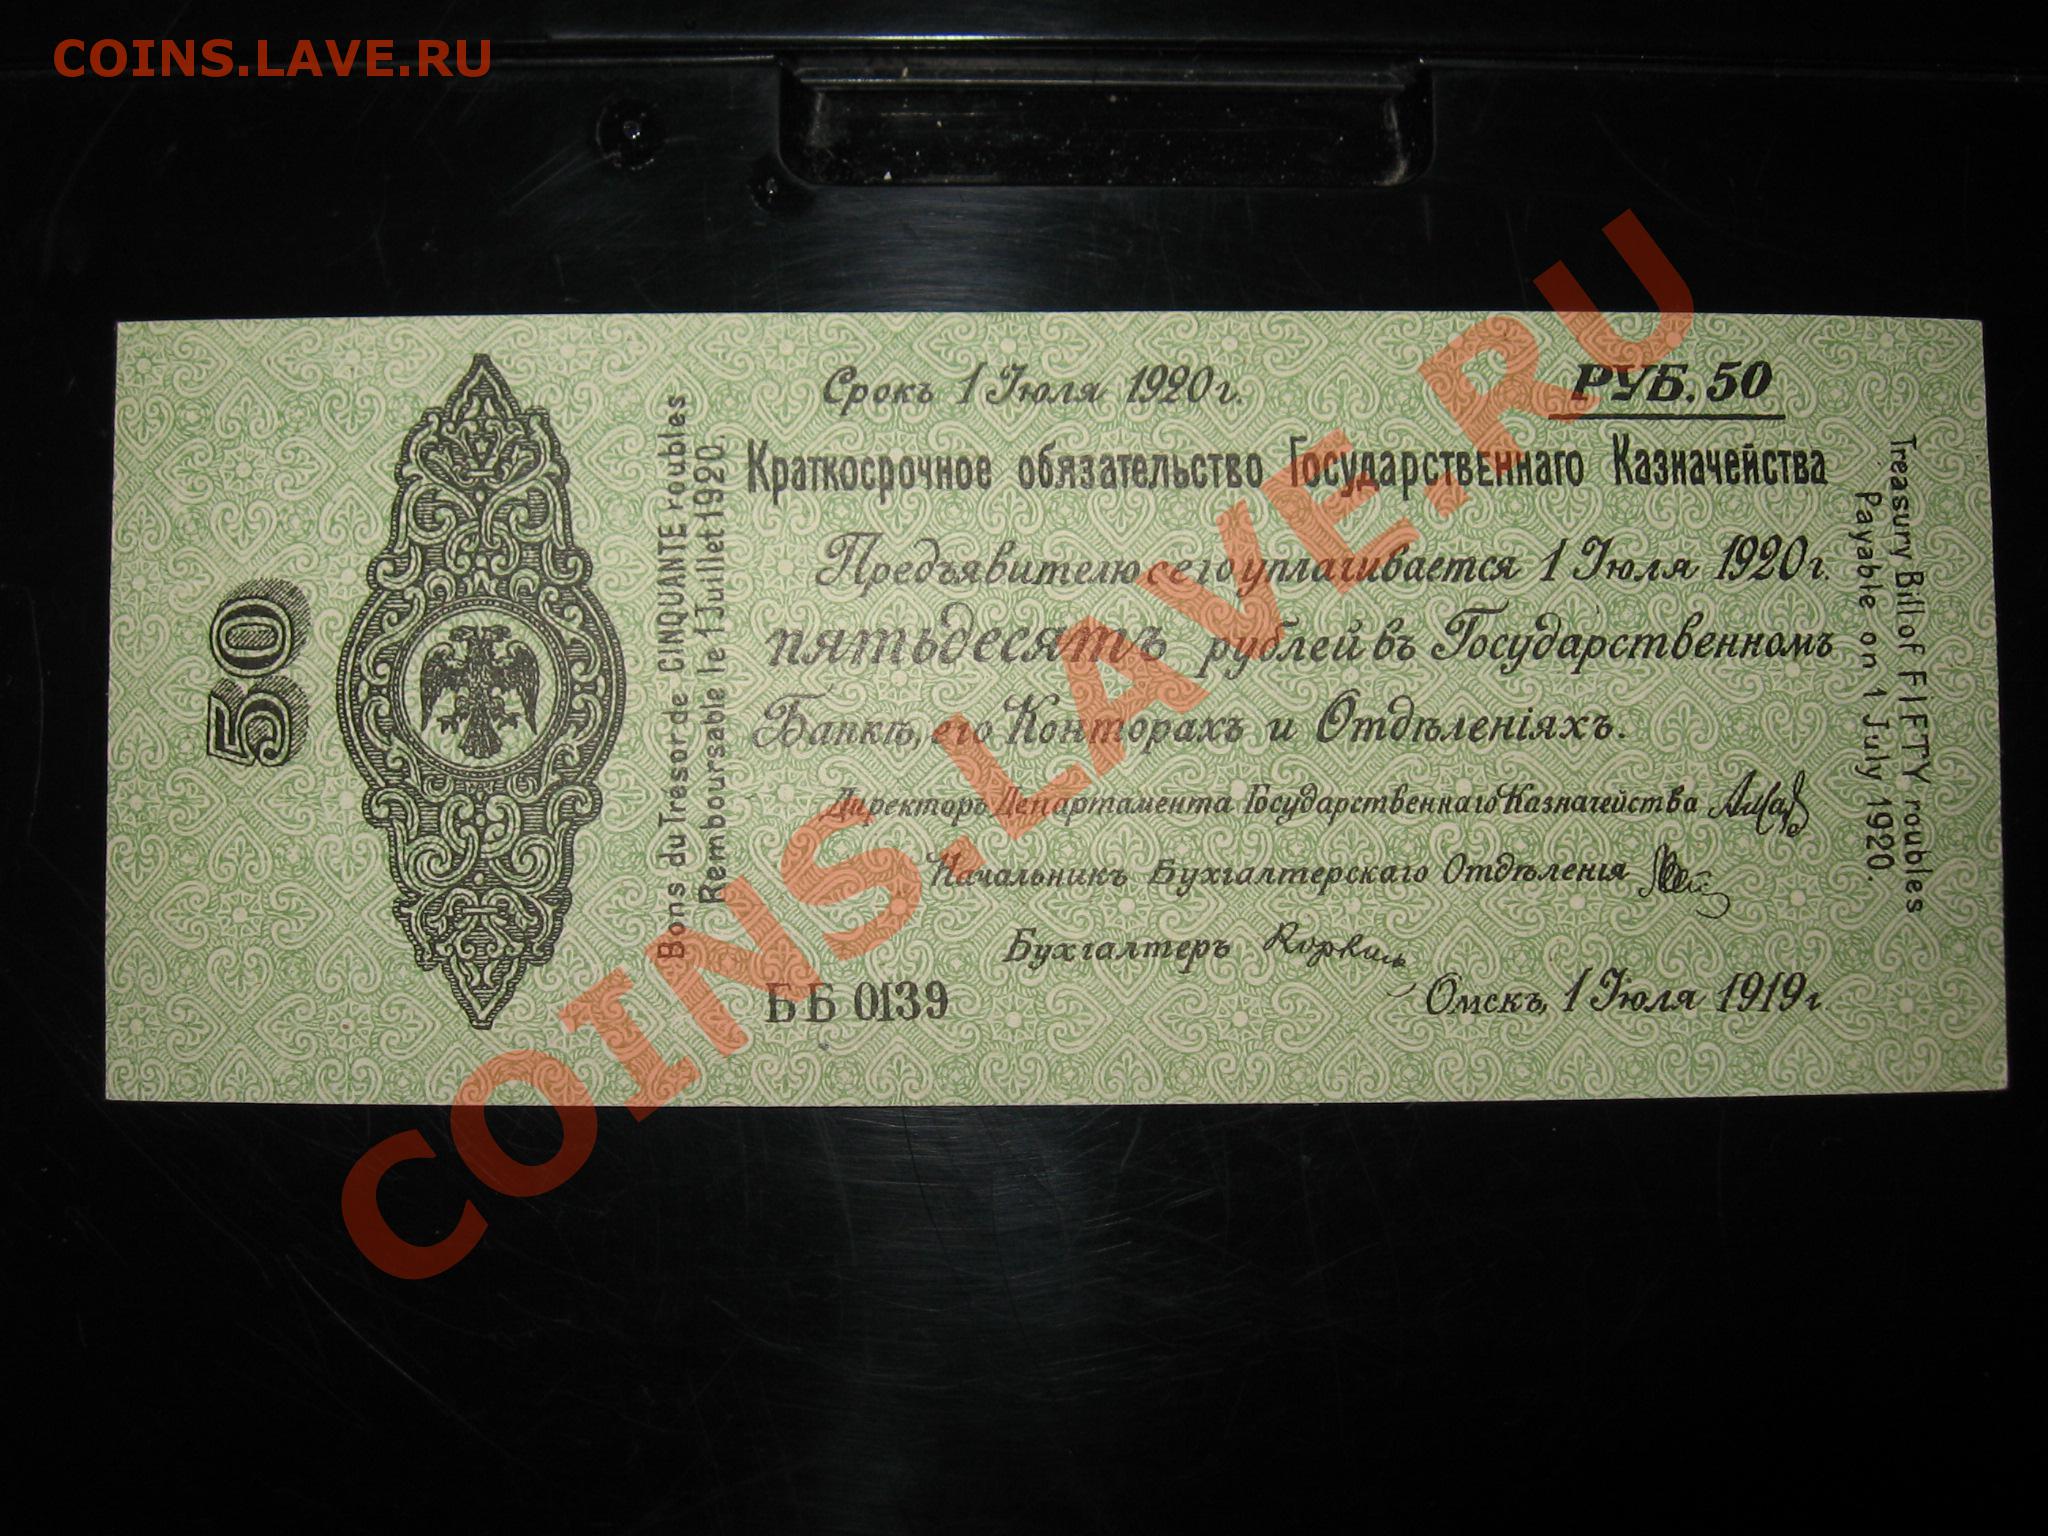 COINS.LAVE.RU
Срокъ 1 Іюля 1920 г.
РУБ. 50
Краткосрочное обязательство Государственнаго Казначейства
Предъявителю сего уплачивается 1 Іюля 1920 г.
пятьдесятъ рублей въ Государственномъ
Банкѣ, его Конторахъ и Отдѣленіяхъ.
Директоръ Департамента Государственнаго Казначейства
Начальникъ Бухгалтерскаго Отдѣленія
Бухгалтеръ
ББ 0139
Омскъ, 1 Іюля 1919 г.
50
Bons du Tresor de CINQUANTE roubles
Remboursable le 1 Juillet 1920.
Treasury Bill of FIFTY roubles
Payable on 1 July 1920.
COINS.LAVE.RU